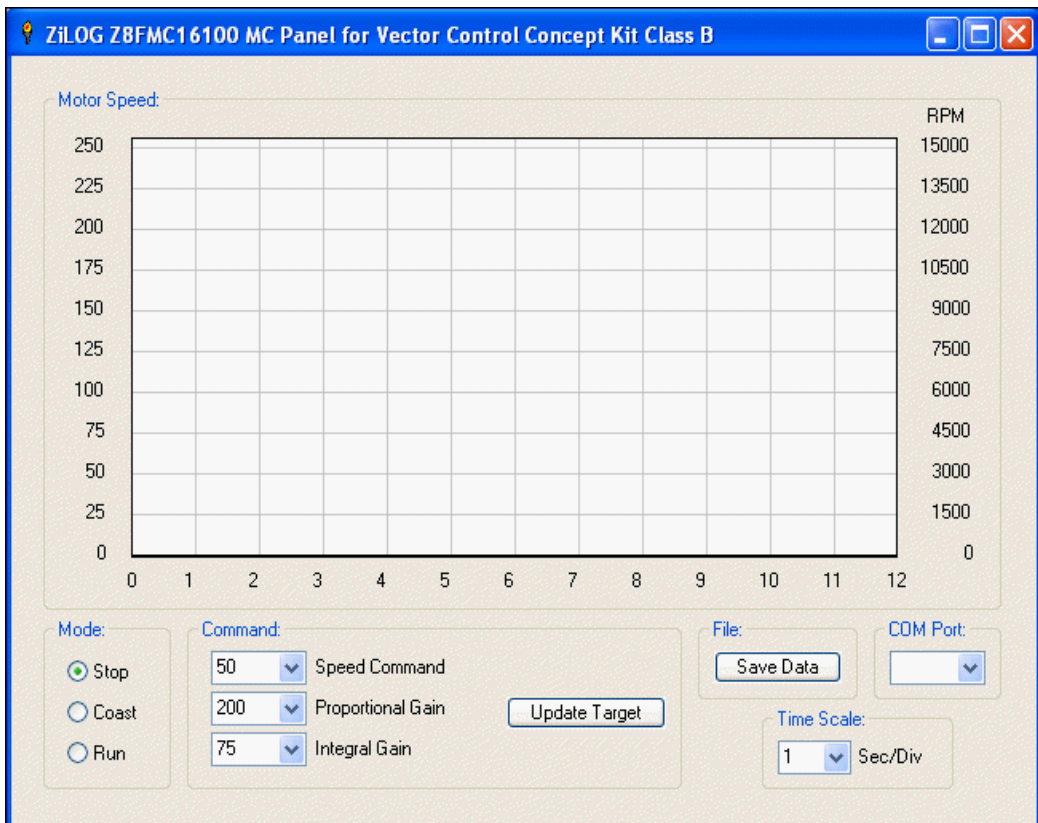 ZiLOG Z8FMC16100 MC Panel for Vector Control Concept Kit Class B
Motor Speed:
RPM
250 15000
225 13500
200 12000
175 10500
150 9000
125 7500
100 6000
75 4500
50 3000
25 1500
0 0
0 1 2 3 4 5 6 7 8 9 10 11 12
Mode:
Stop
Coast
Run
Command:
50 Speed Command
200 Proportional Gain
75 Integral Gain
Update Target
File:
Save Data
COM Port:
Time Scale:
1 Sec/Div